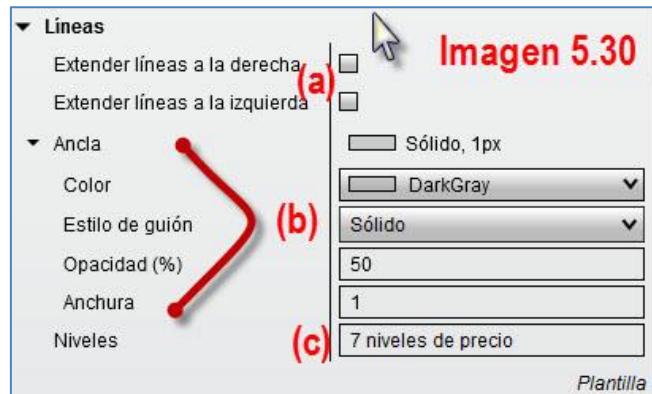 Líneas
Imagen 5.30
Extender líneas a la derecha
(a)
Extender líneas a la izquierda
Ancla Sólido, 1px
Color DarkGray
Estilo de guión (b) Sólido
Opacidad (%) 50
Anchura 1
Niveles (c) 7 niveles de precio
Plantilla